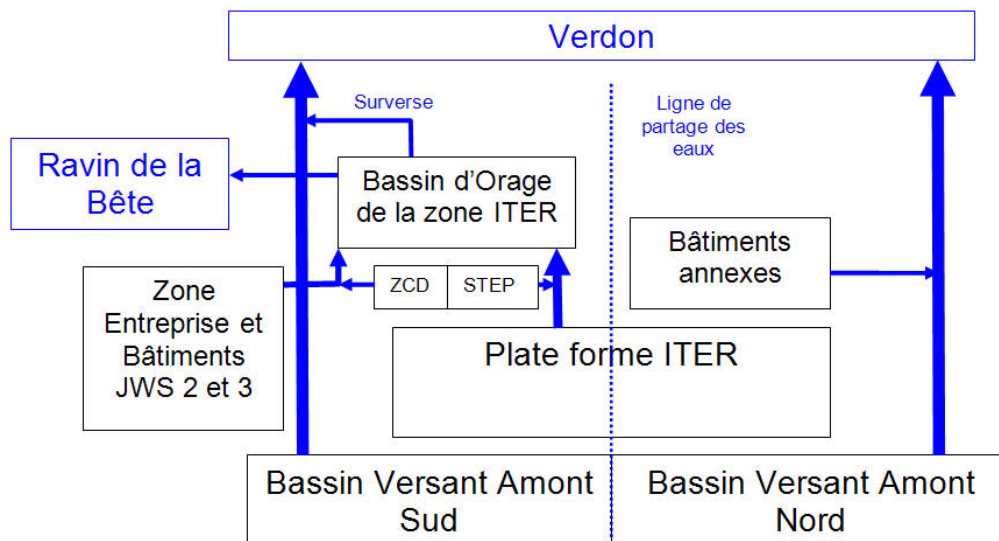 Verdon
Surverse
Ligne de
partage des
eaux
Ravin de la
Bête
Bassin d'Orage
de la zone ITER
Bâtiments
annexes
Zone
Entreprise et
Bâtiments
JWS 2 et 3
ZCD
STEP
Plate forme ITER
Bassin Versant Amont
Sud
Bassin Versant Amont
Nord